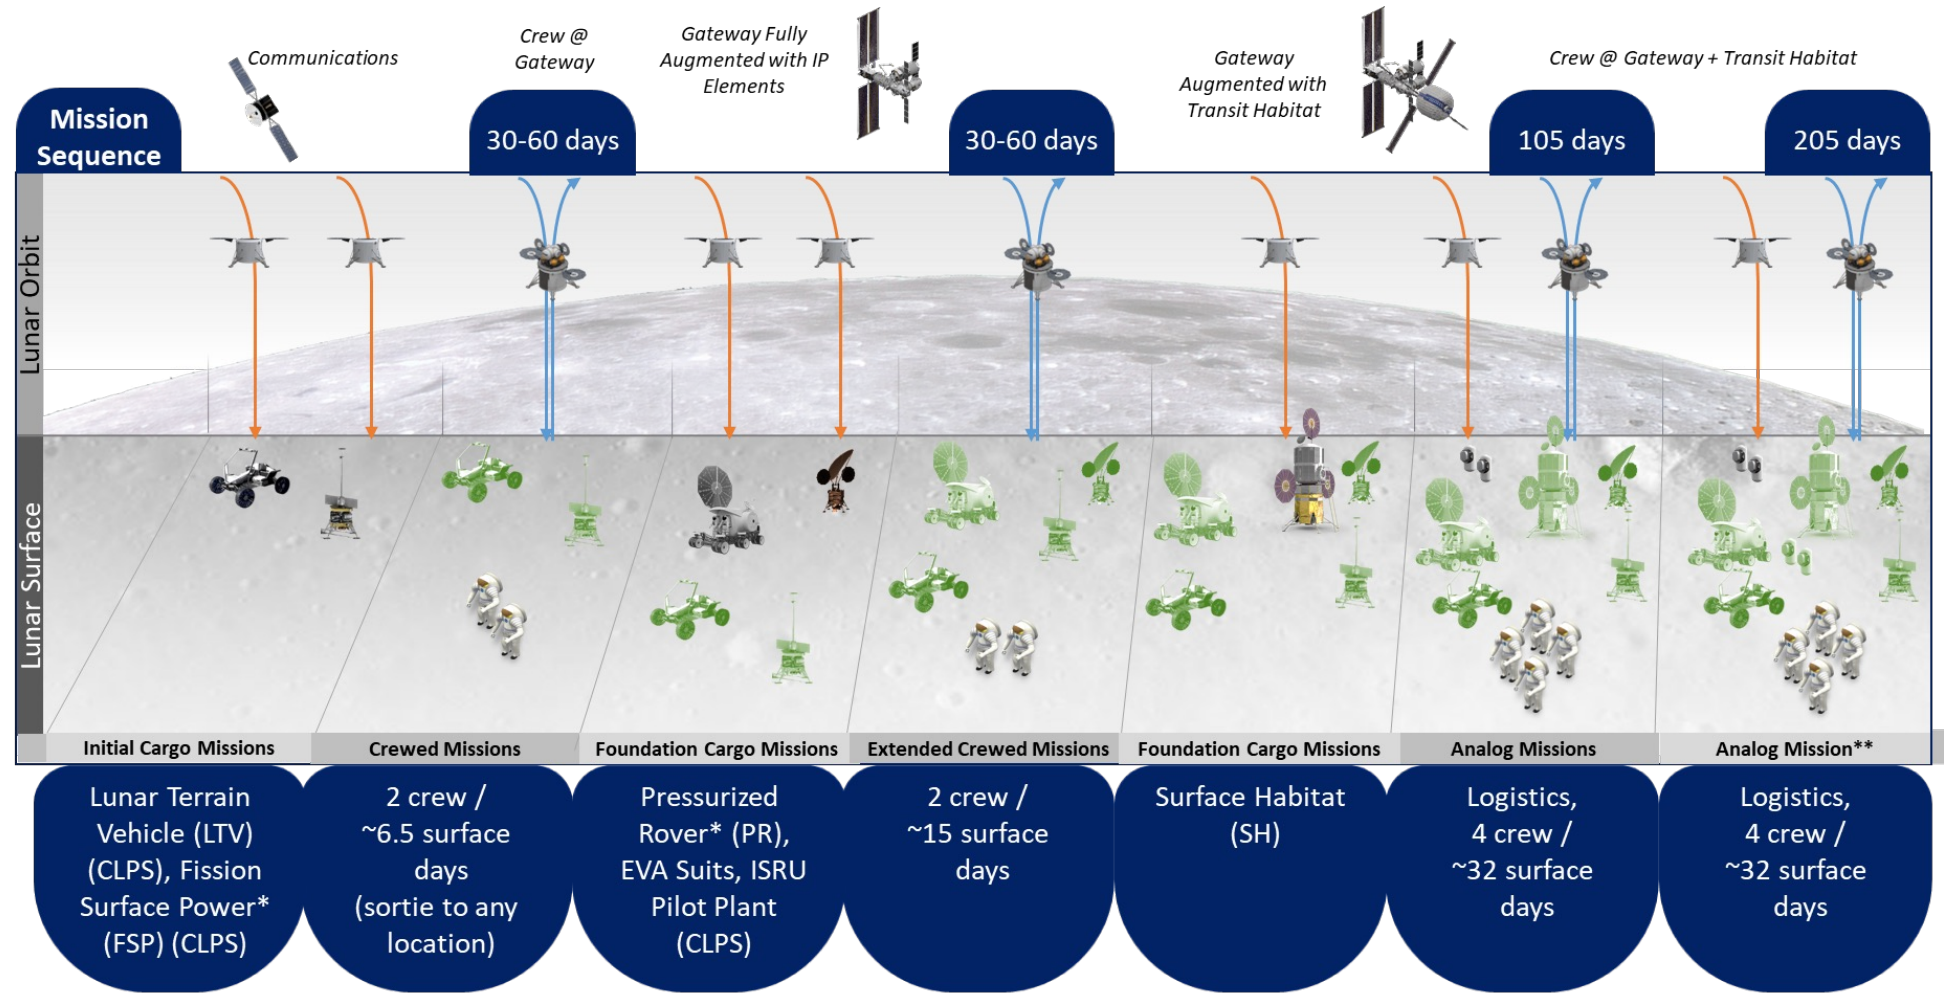 Communications
Crew @
Gateway
Gateway Fully
Augmented with IP
Elements
Gateway
Augmented with
Transit Habitat
Crew @ Gateway + Transit Habitat
Mission
Sequence
30-60 days
30-60 days
105 days
205 days
Lunar Orbit
Lunar Surface
Initial Cargo Missions
Crewed Missions
Foundation Cargo Missions
Extended Crewed Missions
Foundation Cargo Missions
Analog Missions
Analog Mission**
Lunar Terrain
Vehicle (LTV)
(CLPS), Fission
Surface Power*
(FSP) (CLPS)
2 crew /
~6.5 surface
days
(sortie to any
location)
Pressurized
Rover* (PR),
EVA Suits, ISRU
Pilot Plant
(CLPS)
2 crew /
~15 surface
days
Surface Habitat
(SH)
Logistics,
4 crew /
~32 surface
days
Logistics,
4 crew /
~32 surface
days